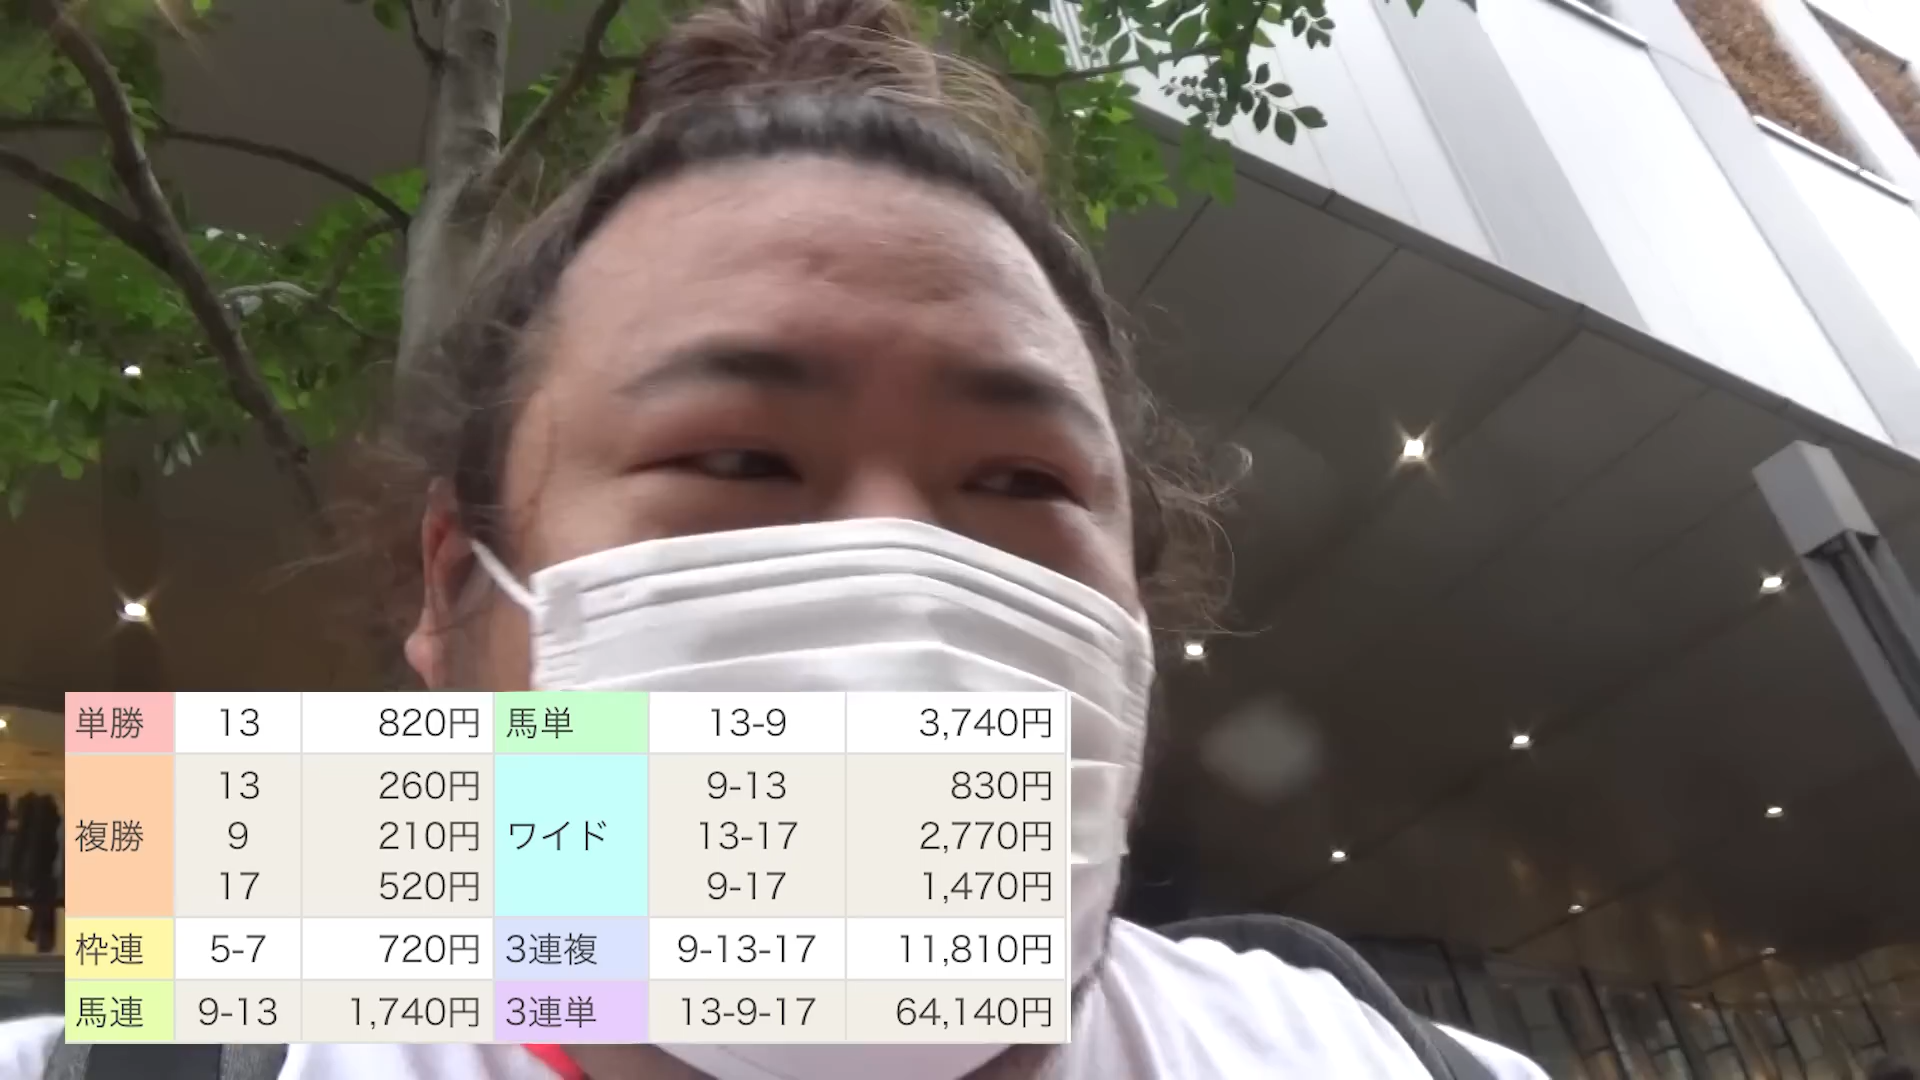 単勝 13 820円 馬単 13-9 3,740円
複勝 13 260円 ワイド 9-13 830円
9 210円 13-17 2,770円
17 520円 9-17 1,470円
枠連 5-7 720円 3連複 9-13-17 11,810円
馬連 9-13 1,740円 3連単 13-9-17 64,140円